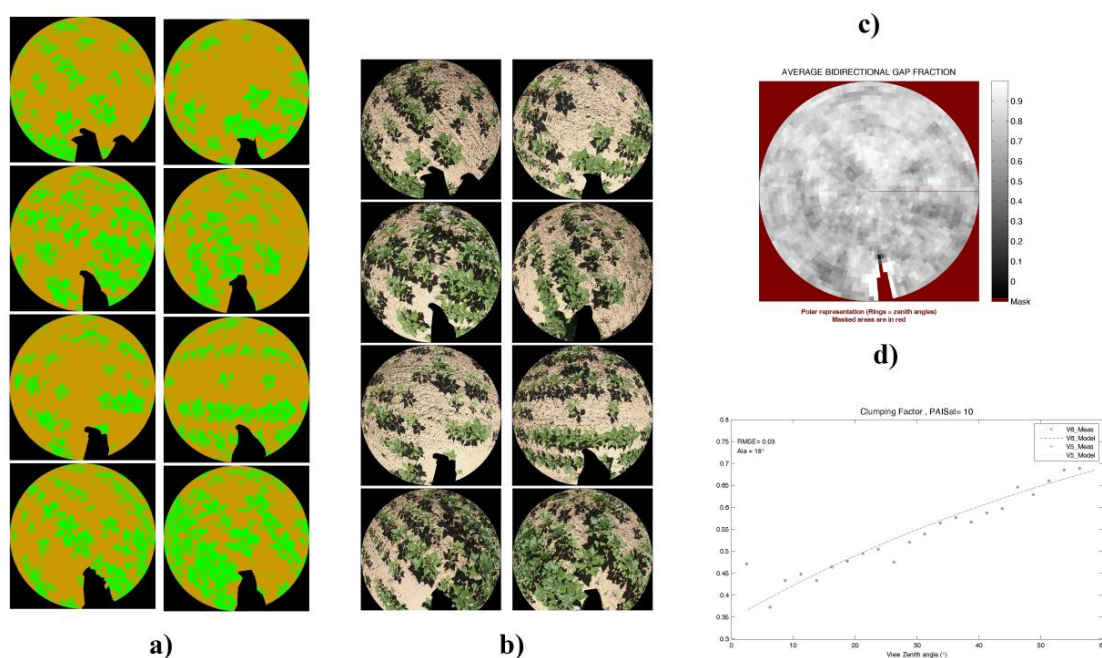 c)
AVERAGE BIDIRECTIONAL GAP FRACTION
0.9
0.8
0.7
0.6
0.5
0.4
0.3
0.2
0.1
0
Mask
Polar representation (Rings = zenith angles)
Masked areas are in red
d)
Clumping Factor , PAISat= 10
0.8
0.75
0.7
0.65
0.6
0.55
0.5
0.45
0.4
0.35
0.3
RMSE= 0.03
Ala = 18°
V6_Meas
V6_Model
V5_Meas
V5_Model
0 10 20 30 40 50 60
View Zenith angle (°)
a)
b)